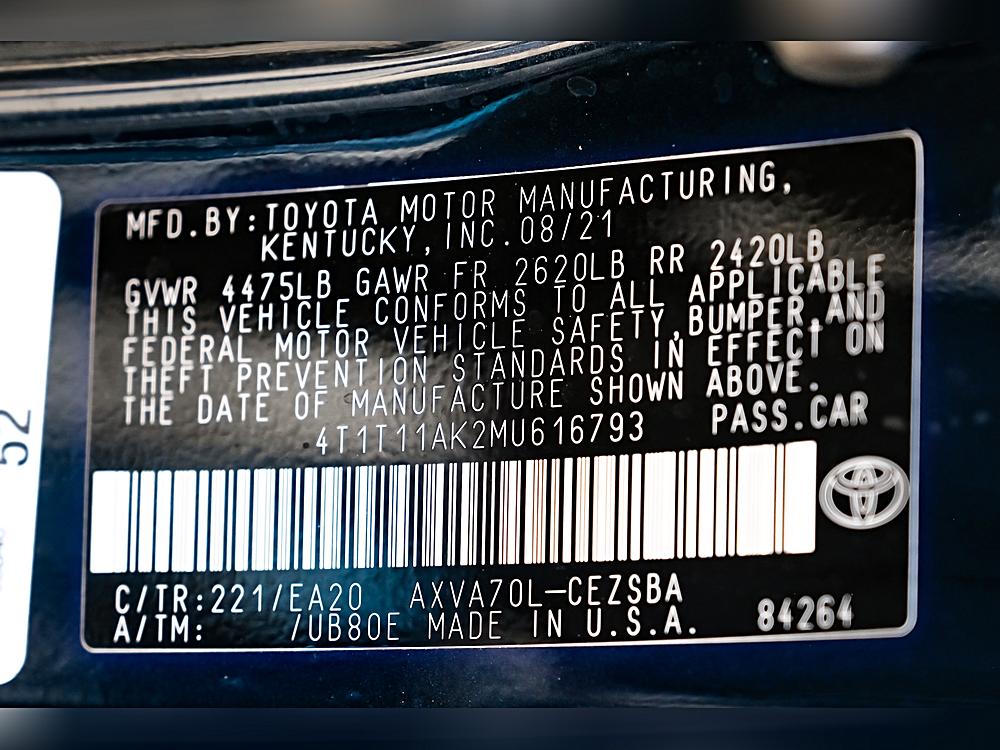 MFD.BY:TOYOTA MOTOR MANUFACTURING,
KENTUCKY,INC.08/21
GVWR 4475LB GAWR FR 2620LB RR 2420LB
THIS VEHICLE CONFORMS TO ALL APPLICABLE
FEDERAL MOTOR VEHICLE SAFETY,BUMPER,AND
THEFT PREVENTION STANDARDS IN EFFECT ON
THE DATE OF MANUFACTURE SHOWN ABOVE.
4T1T11AK2MU616793 PASS.CAR
C/TR:221/EA20 AXVA70L-CEZSBA
A/TM: /UB80E MADE IN U.S.A. 84264
52